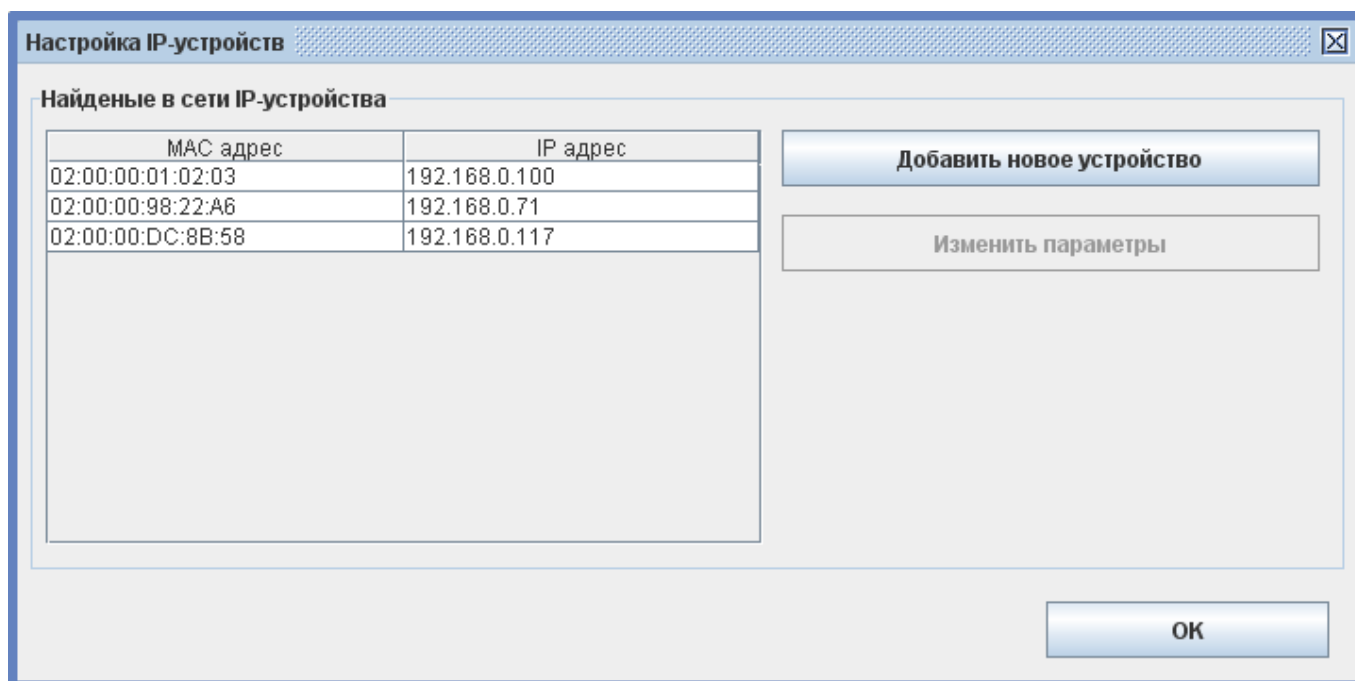 Настройка IP-устройств
Найденые в сети IP-устройства
MAC адрес IP адрес
02:00:00:01:02:03 192.168.0.100
02:00:00:98:22:A6 192.168.0.71
02:00:00:DC:8B:58 192.168.0.117
Добавить новое устройство
Изменить параметры
OK